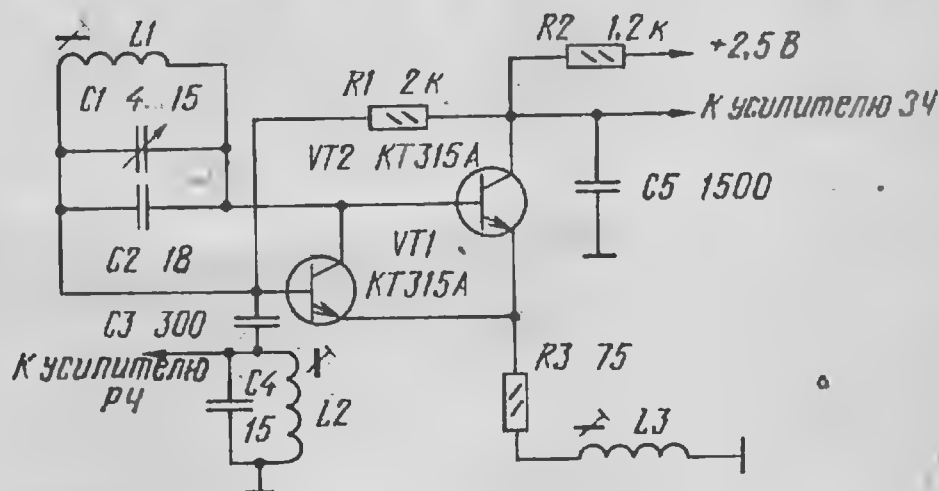 L1
R2 1.2 к
+2,5 В
C1 4...15
R1 2 к
К усилителю ЗЧ
VT2 КТ315А
C5 1500
C2 18
VT1
КТ315А
C3 300
К усилителю
РЧ
C4
15
L2
R3 75
L3